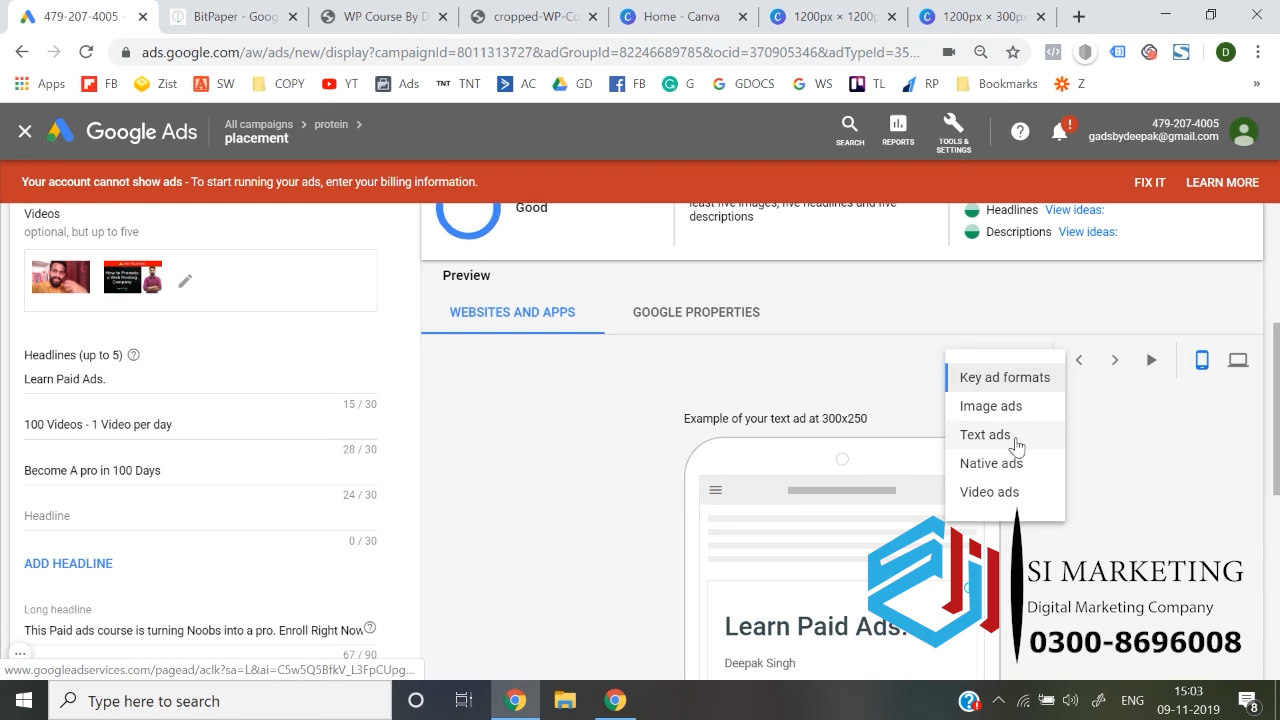 479-207-4005
BitPaper - Goog
WP Course By D
cropped-WP-Co
Home - Canva
1200px × 1200p
1200px × 300px
ads.google.com/aw/ads/new/display?campaignId=8011313727&adGroupId=82246689785&ocid=370905346&adTypeId=35...
D
Apps
FB
Zist
SW
COPY
YT
Ads
TNT TNT
AC
GD
FB
G
GDOCS
WS
TL
RP
Bookmarks
Z
»
Google Ads
All campaigns > protein >
placement
SEARCH
REPORTS
TOOLS & SETTINGS
479-207-4005
gadsbydeepak@gmail.com
Your account cannot show ads - To start running your ads, enter your billing information.
FIX IT
LEARN MORE
Videos
optional, but up to five
How to Promote
a Web Hosting
Company
Good
least five images, five headlines and five
descriptions
Headlines View ideas:
Descriptions View ideas:
Preview
WEBSITES AND APPS
GOOGLE PROPERTIES
Headlines (up to 5)
Learn Paid Ads.
15 / 30
100 Videos - 1 Video per day
28 / 30
Become A pro in 100 Days
24 / 30
Headline
0 / 30
ADD HEADLINE
Long headline
This Paid ads course is turning Noobs into a pro. Enroll Right Now
67 / 90
Key ad formats
Image ads
Text ads
Native ads
Video ads
Example of your text ad at 300x250
Learn Paid Ads.
Deepak Singh
SI MARKETING
Digital Marketing Company
0300-8696008
www.googleadservices.com/pagead/aclk?sa=L&ai=C5w5Q5BfkV_L3FpCUpg...
Type here to search
ENG
15:03
09-11-2019
8